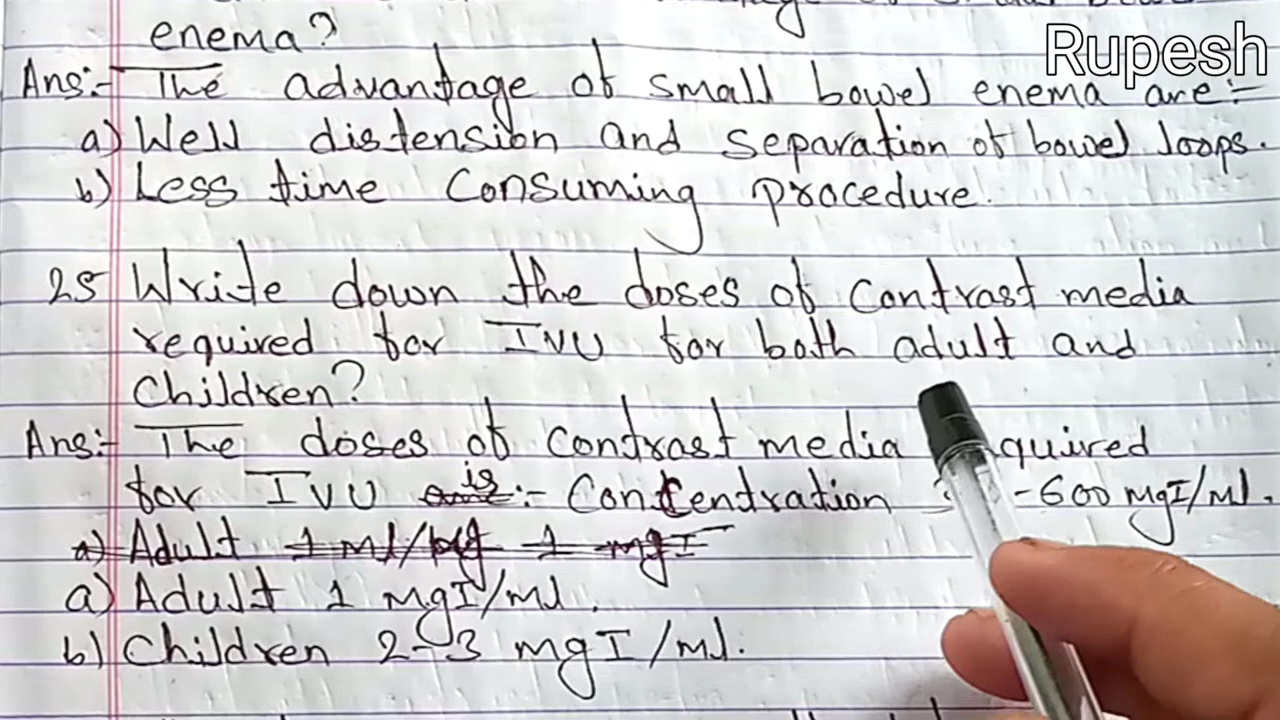 enema?
Rupesh
Ans:- The advantage of small bowel enema are:-
a) Well distension and separation of bowel loops.
b) Less time consuming procedure.
25 Write down the doses of contrast media
required for IVU for both adult and
children?
Ans:- The doses of contrast media
for IVU is:- Concentration -600 mgI/ml.
a) Adult 1 ml/kg 1 mgI
a) Adult 1 mgI/ml.
b) Children 2-3 mgI/ml.